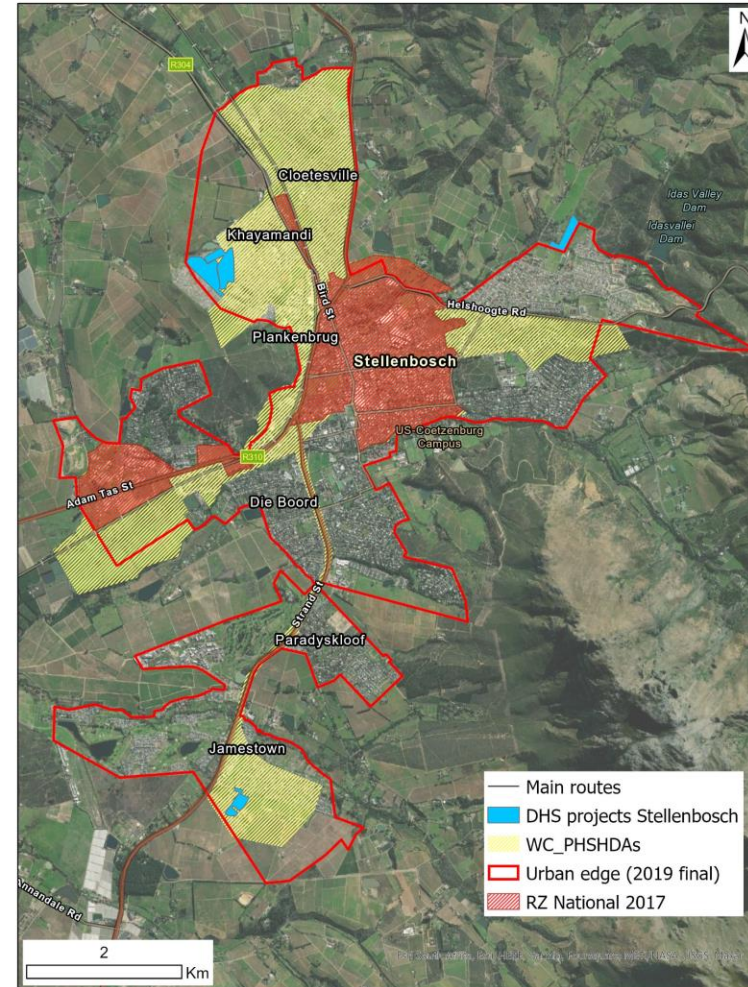 N
R304
Cloetesville
Idas Valley
Dam
Idasvallei
Dam
Khayamandi
Bird St
Helshoogte Rd
Plankenbrug
Stellenbosch
US-Coetzenburg
Campus
R310
Adam Tas St
Die Boord
Strand St
Paradyskloof
Jamestown
Main routes
DHS projects Stellenbosch
WC_PHSHDAs
Urban edge (2019 final)
RZ National 2017
Annandale Rd
2
Km